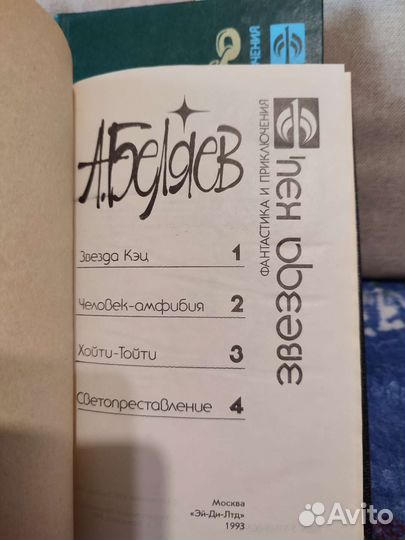 ЧЕНИЯ
А.Беляев
Звезда Кэц 1
Человек-амфибия 2
Хойти-Тойти 3
Светопреставление 4
ФАНТАСТИКА И ПРИКЛЮЧЕНИЯ
звезда кэц
Москва
«Эй-Ди-Лтд»
1993
Avito